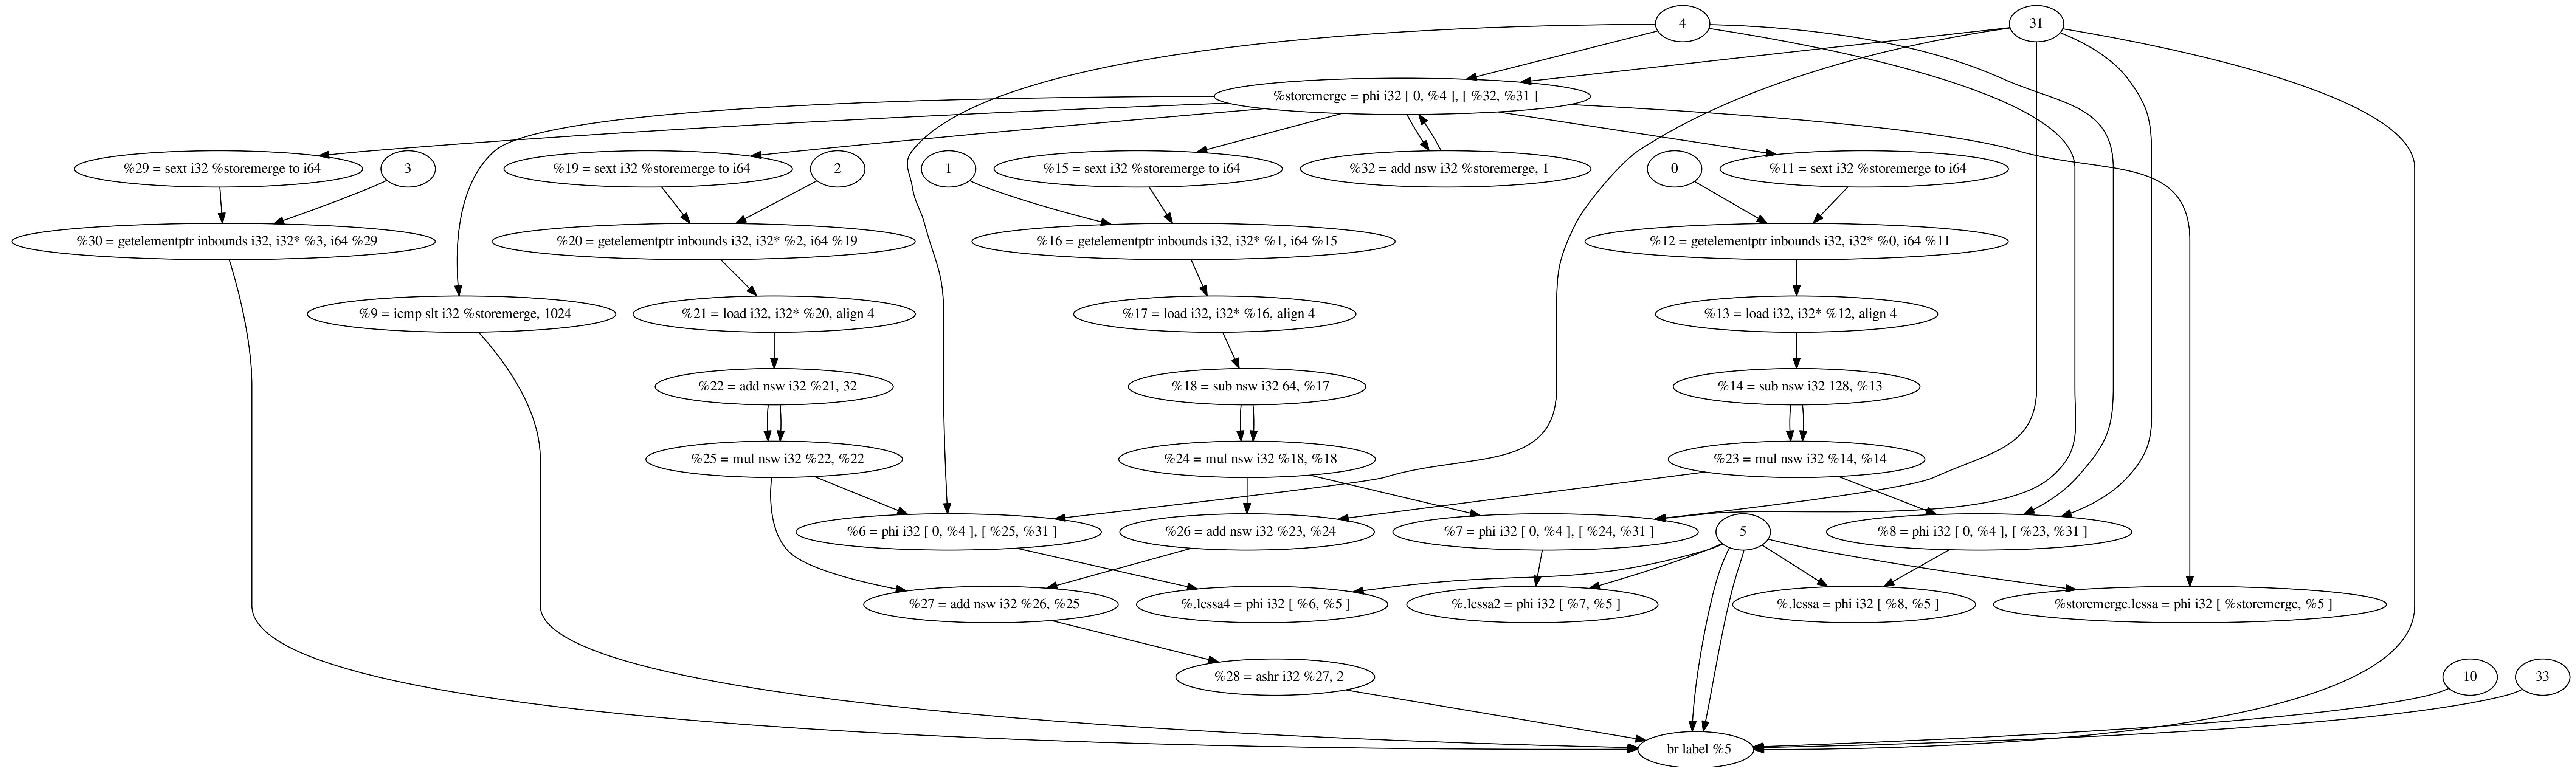 4
31
%storemerge = phi i32 [ 0, %4 ], [ %32, %31 ]
%29 = sext i32 %storemerge to i64
3
%19 = sext i32 %storemerge to i64
2
1
%15 = sext i32 %storemerge to i64
%32 = add nsw i32 %storemerge, 1
0
%11 = sext i32 %storemerge to i64
%30 = getelementptr inbounds i32, i32* %3, i64 %29
%20 = getelementptr inbounds i32, i32* %2, i64 %19
%16 = getelementptr inbounds i32, i32* %1, i64 %15
%12 = getelementptr inbounds i32, i32* %0, i64 %11
%9 = icmp slt i32 %storemerge, 1024
%21 = load i32, i32* %20, align 4
%17 = load i32, i32* %16, align 4
%13 = load i32, i32* %12, align 4
%22 = add nsw i32 %21, 32
%18 = sub nsw i32 64, %17
%14 = sub nsw i32 128, %13
%25 = mul nsw i32 %22, %22
%24 = mul nsw i32 %18, %18
%23 = mul nsw i32 %14, %14
%6 = phi i32 [ 0, %4 ], [ %25, %31 ]
%26 = add nsw i32 %23, %24
%7 = phi i32 [ 0, %4 ], [ %24, %31 ]
5
%8 = phi i32 [ 0, %4 ], [ %23, %31 ]
%27 = add nsw i32 %26, %25
%.lcssa4 = phi i32 [ %6, %5 ]
%.lcssa2 = phi i32 [ %7, %5 ]
%.lcssa = phi i32 [ %8, %5 ]
%storemerge.lcssa = phi i32 [ %storemerge, %5 ]
%28 = ashr i32 %27, 2
10
33
br label %5